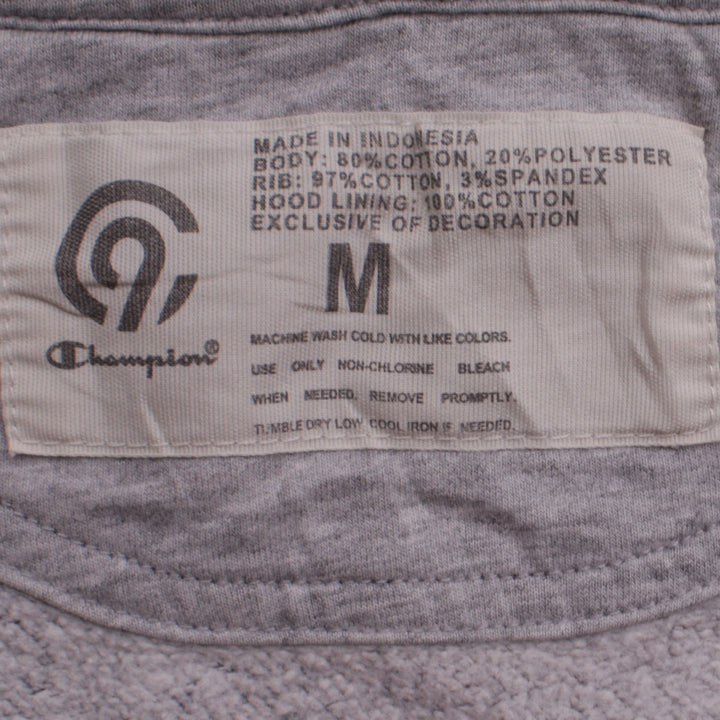 MADE IN INDONESIA
BODY: 80%COTTON, 20%POLYESTER
RIB: 97%COTTON, 3%SPANDEX
HOOD LINING: 100%COTTON
EXCLUSIVE OF DECORATION
M
C9
Champion®
MACHINE WASH COLD WITH LIKE COLORS.
USE ONLY NON-CHLORINE BLEACH
WHEN NEEDED, REMOVE PROMPTLY.
TUMBLE DRY LOW, COOL IRON IF NEEDED.